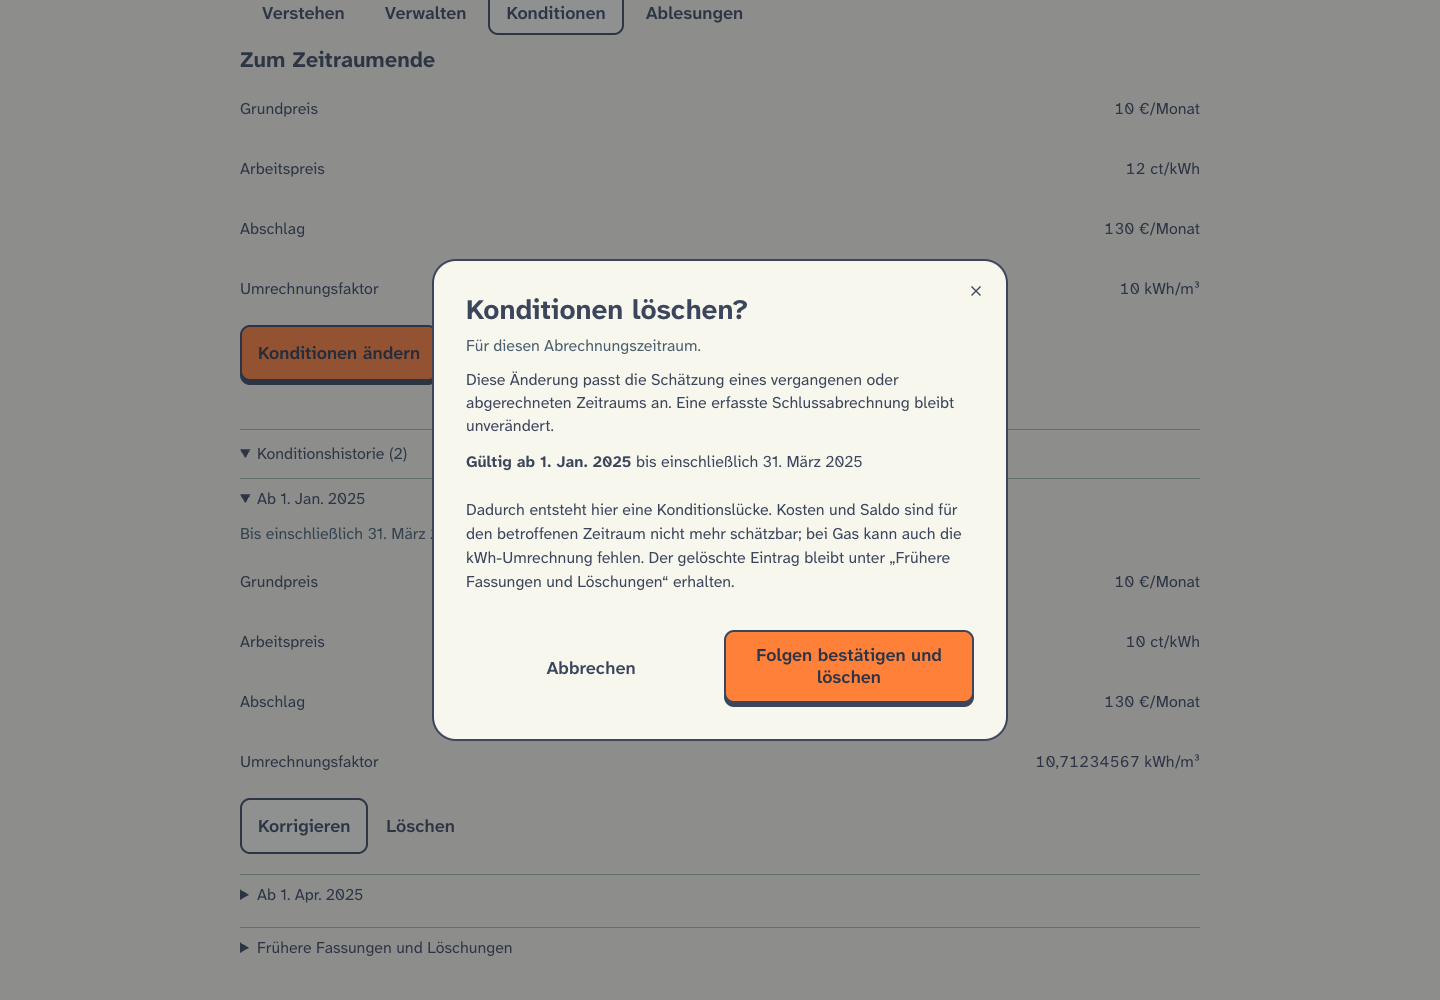 Verstehen Verwalten Konditionen Ablesungen
Zum Zeitraumende
Grundpreis 10 €/Monat
Arbeitspreis 12 ct/kWh
Abschlag 130 €/Monat
Umrechnungsfaktor 10 kWh/m³
Konditionen ändern
×
Konditionen löschen?
Für diesen Abrechnungszeitraum.
Diese Änderung passt die Schätzung eines vergangenen oder
abgerechneten Zeitraums an. Eine erfasste Schlussabrechnung bleibt
unverändert.
Gültig ab 1. Jan. 2025 bis einschließlich 31. März 2025
Dadurch entsteht hier eine Konditionslücke. Kosten und Saldo sind für
den betroffenen Zeitraum nicht mehr schätzbar; bei Gas kann auch die
kWh-Umrechnung fehlen. Der gelöschte Eintrag bleibt unter „Frühere
Fassungen und Löschungen“ erhalten.
Abbrechen
Folgen bestätigen und
löschen
Konditionshistorie (2)
Ab 1. Jan. 2025
Bis einschließlich 31. März
Grundpreis 10 €/Monat
Arbeitspreis 10 ct/kWh
Abschlag 130 €/Monat
Umrechnungsfaktor 10,71234567 kWh/m³
Korrigieren Löschen
Ab 1. Apr. 2025
Frühere Fassungen und Löschungen